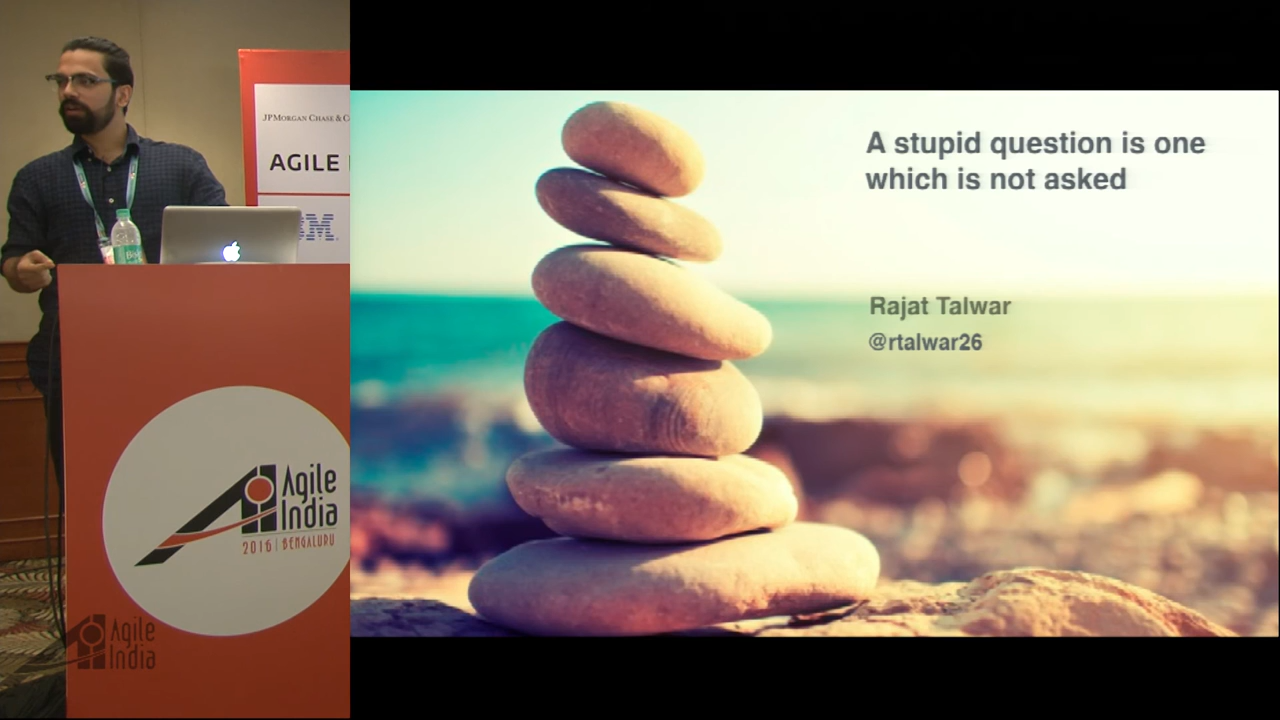 JPMORGAN CHASE & C
AGILE
A stupid question is one
which is not asked
Rajat Talwar
@rtalwar26
Agile
India
2016 | BENGALURU
Agile
India